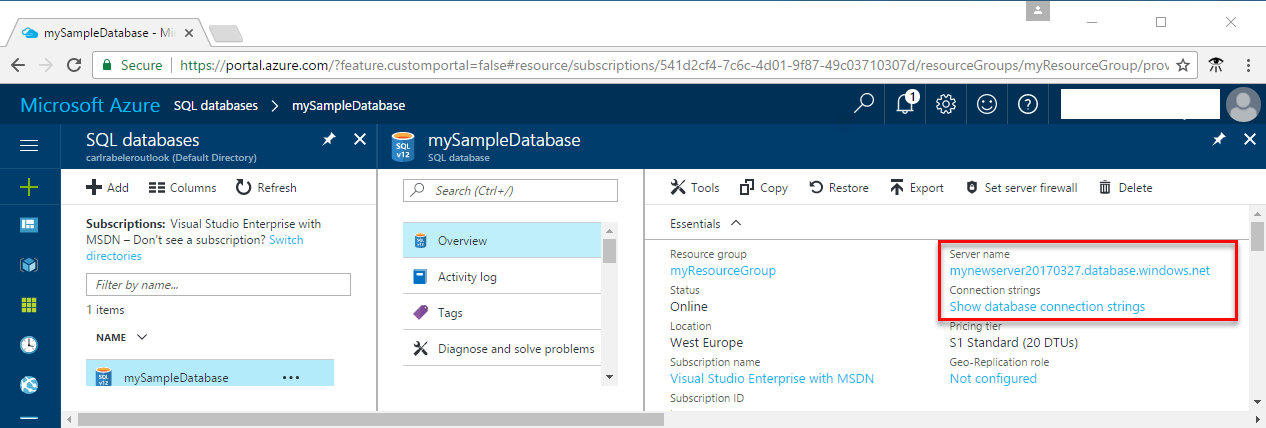 mySampleDatabase - Mi
Secure https://portal.azure.com/?feature.customportal=false#resource/subscriptions/541d2cf4-7c6c-4d01-9f87-49c03710307d/resourceGroups/myResourceGroup/prov
Microsoft Azure SQL databases > mySampleDatabase 1
SQL databases
carlrabeleroutlook (Default Directory)
SQL v12
mySampleDatabase
SQL database
Add Columns Refresh
Subscriptions: Visual Studio Enterprise with
MSDN – Don't see a subscription? Switch
directories
Filter by name...
1 items
NAME
mySampleDatabase ...
Search (Ctrl+/)
Overview
Activity log
Tags
Diagnose and solve problems
Tools Copy Restore Export Set server firewall Delete
Essentials
Resource group
myResourceGroup
Status
Online
Location
West Europe
Subscription name
Visual Studio Enterprise with MSDN
Subscription ID
Server name
mynewserver20170327.database.windows.net
Connection strings
Show database connection strings
Pricing tier
S1 Standard (20 DTUs)
Geo-Replication role
Not configured